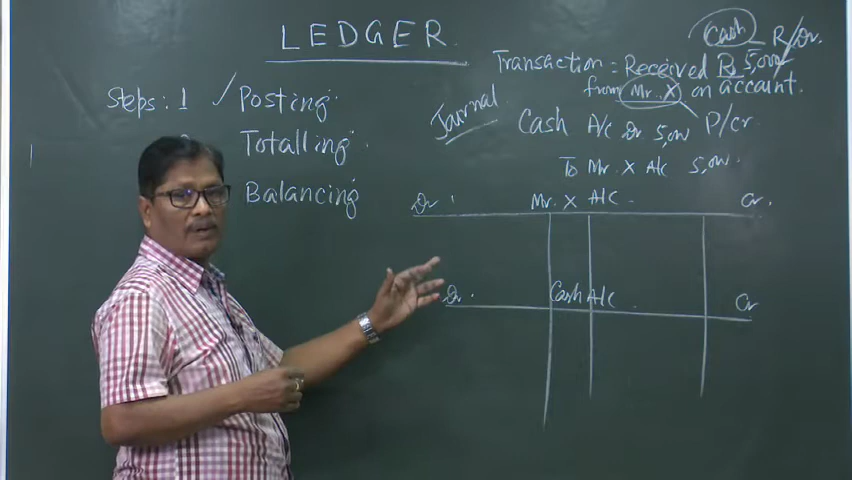 LEDGER
Cash R/Dr.
Transaction = Received Rs 5,000
from Mr. X on account.
Steps: 1 ✓ Posting
Totalling
Balancing
Journal
Cash A/c Dr 5,000 P/cr
To Mr. X A/c 5,000
Dr Mr. X A/c Cr.
Dr Cash A/c Cr